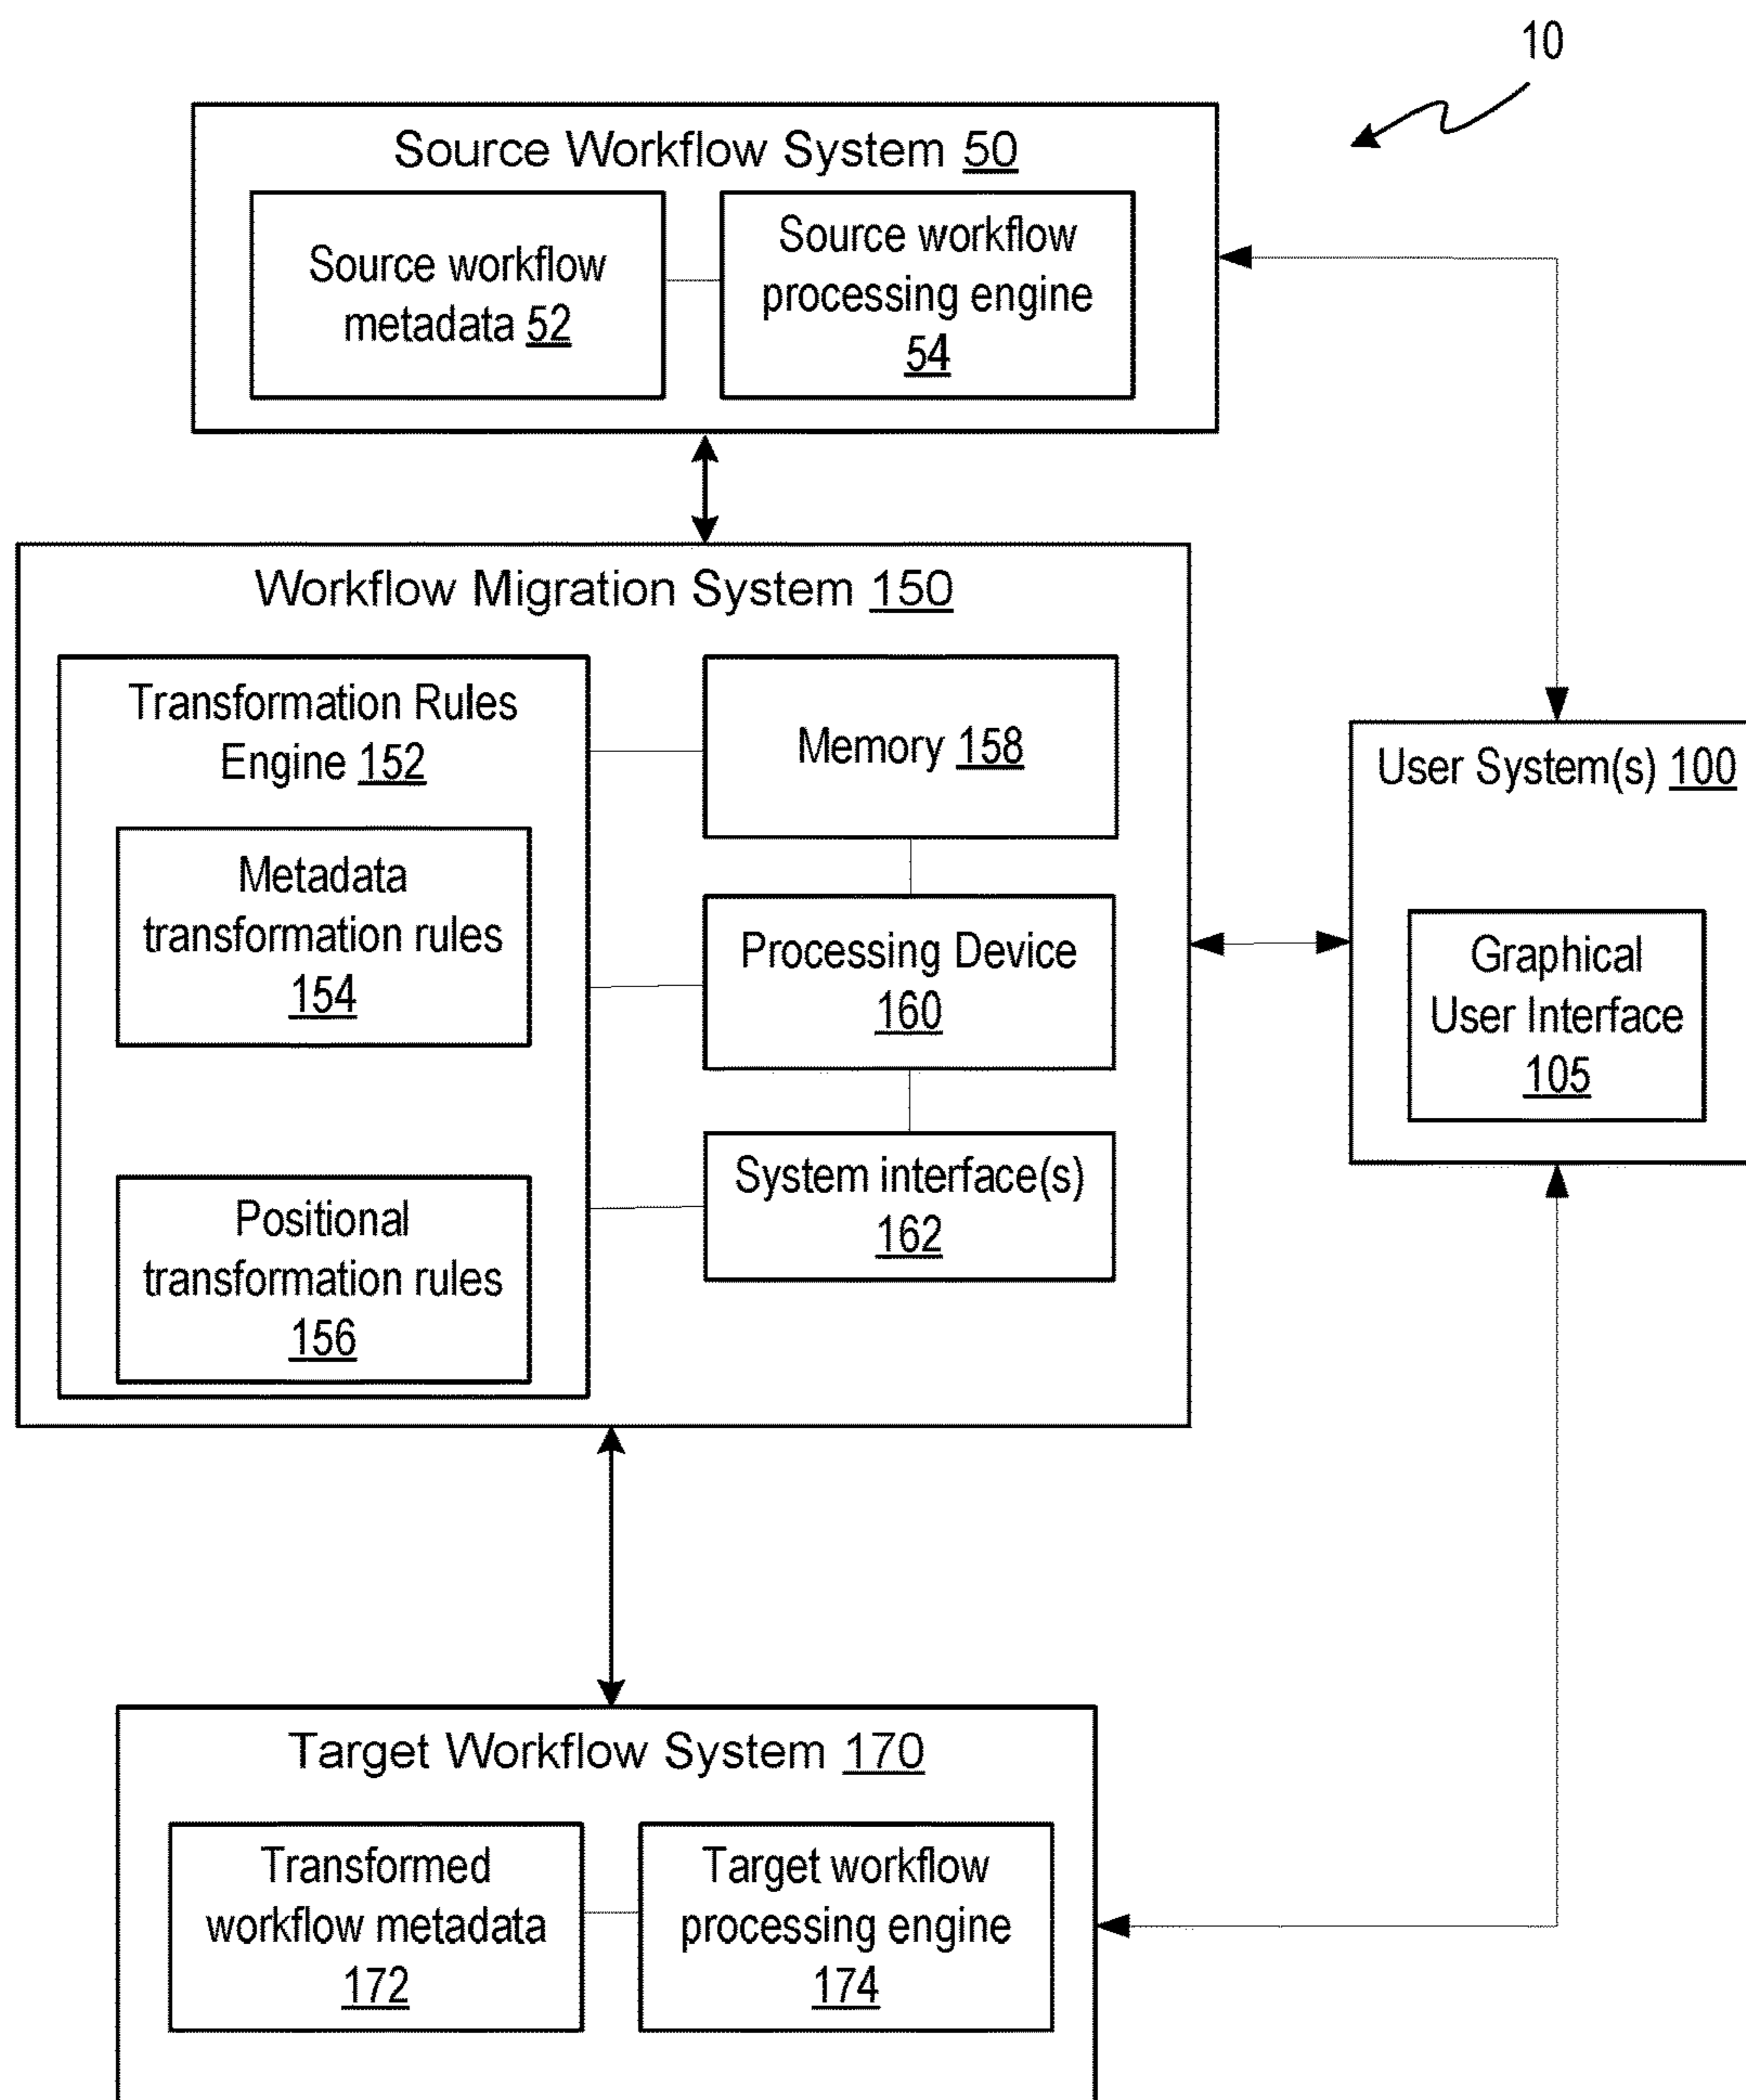 10
Source Workflow System 50
Source workflow
metadata 52
Source workflow
processing engine
54
Workflow Migration System 150
Transformation Rules
Engine 152
Metadata
transformation rules
154
Positional
transformation rules
156
Memory 158
Processing Device
160
System interface(s)
162
User System(s) 100
Graphical
User Interface
105
Target Workflow System 170
Transformed
workflow metadata
172
Target workflow
processing engine
174